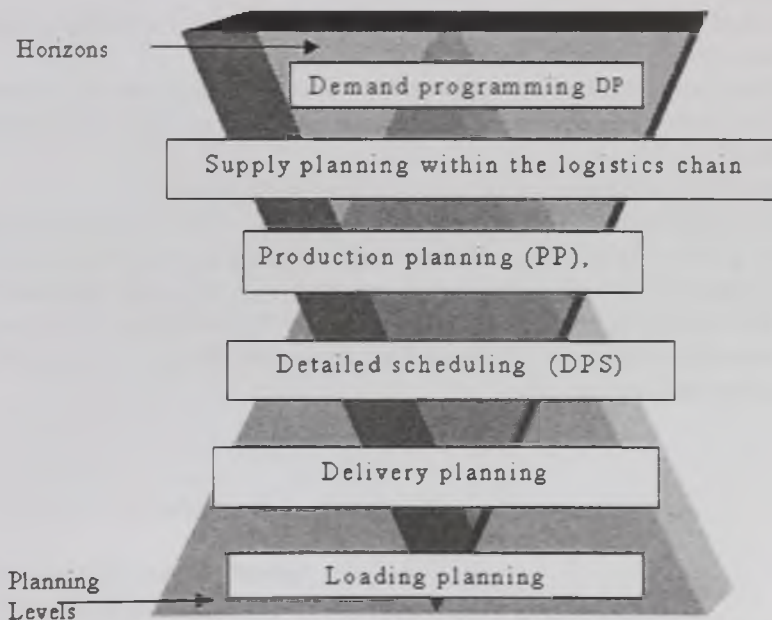 Horizons
Demand programming DP
Supply planning within the logistics chain
Production planning (PP),
Detailed scheduling (DPS)
Delivery planning
Loading planning
Planning
Levels